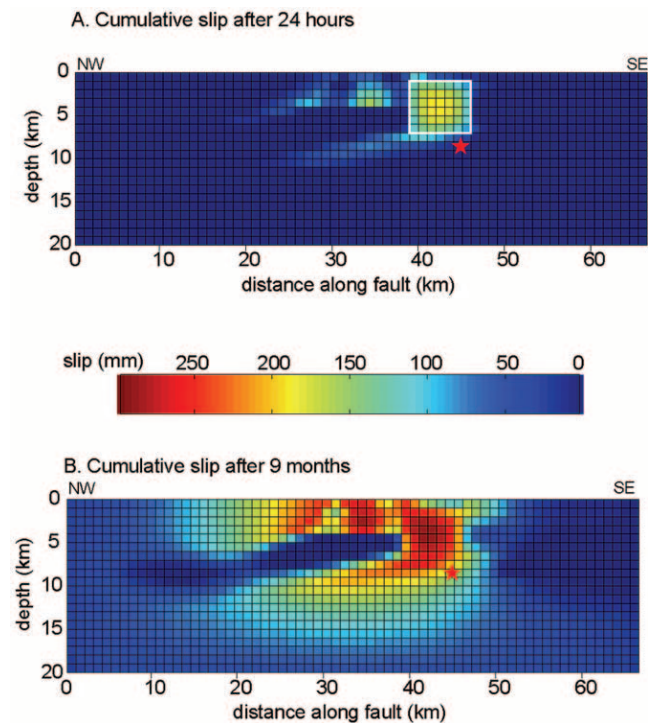 A. Cumulative slip after 24 hours
NW SE
0
5
10
15
20
depth (km)
0 10 20 30 40 50 60
distance along fault (km)
slip (mm) 250 200 150 100 50 0
B. Cumulative slip after 9 months
NW SE
0
5
10
15
20
depth (km)
0 10 20 30 40 50 60
distance along fault (km)